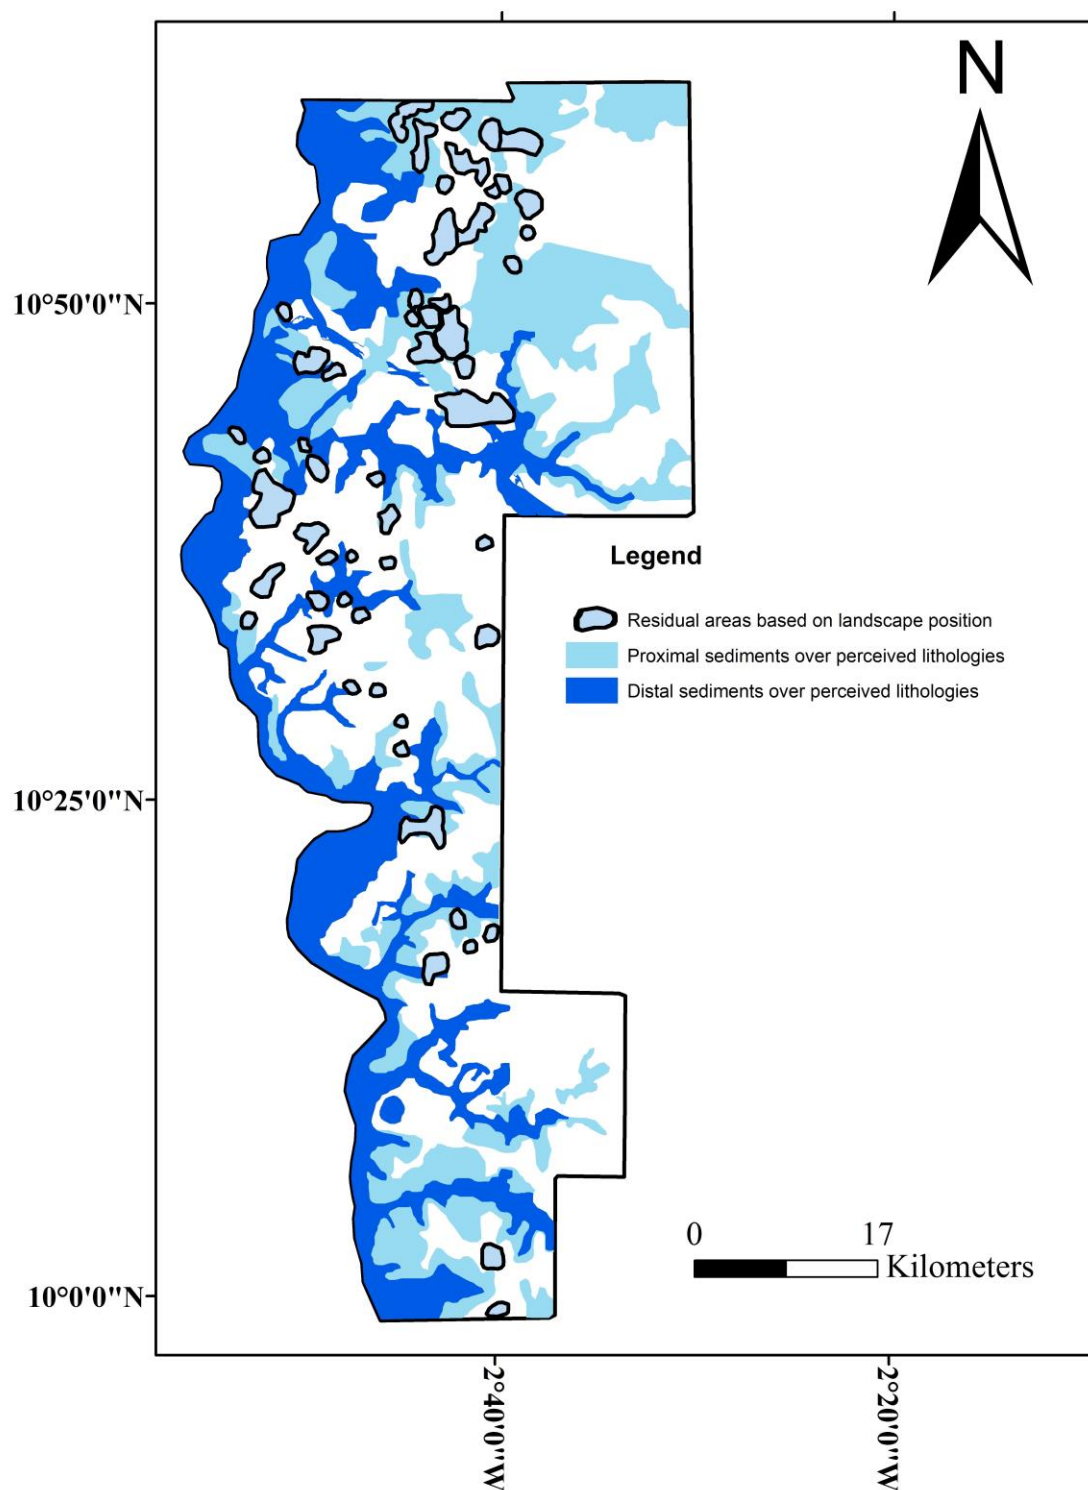 N
10°50'0"N
Legend
Residual areas based on landscape position
Proximal sediments over perceived lithologies
Distal sediments over perceived lithologies
10°25'0"N
0 17
Kilometers
10°0'0"N
2°40'0"W
2°20'0"W